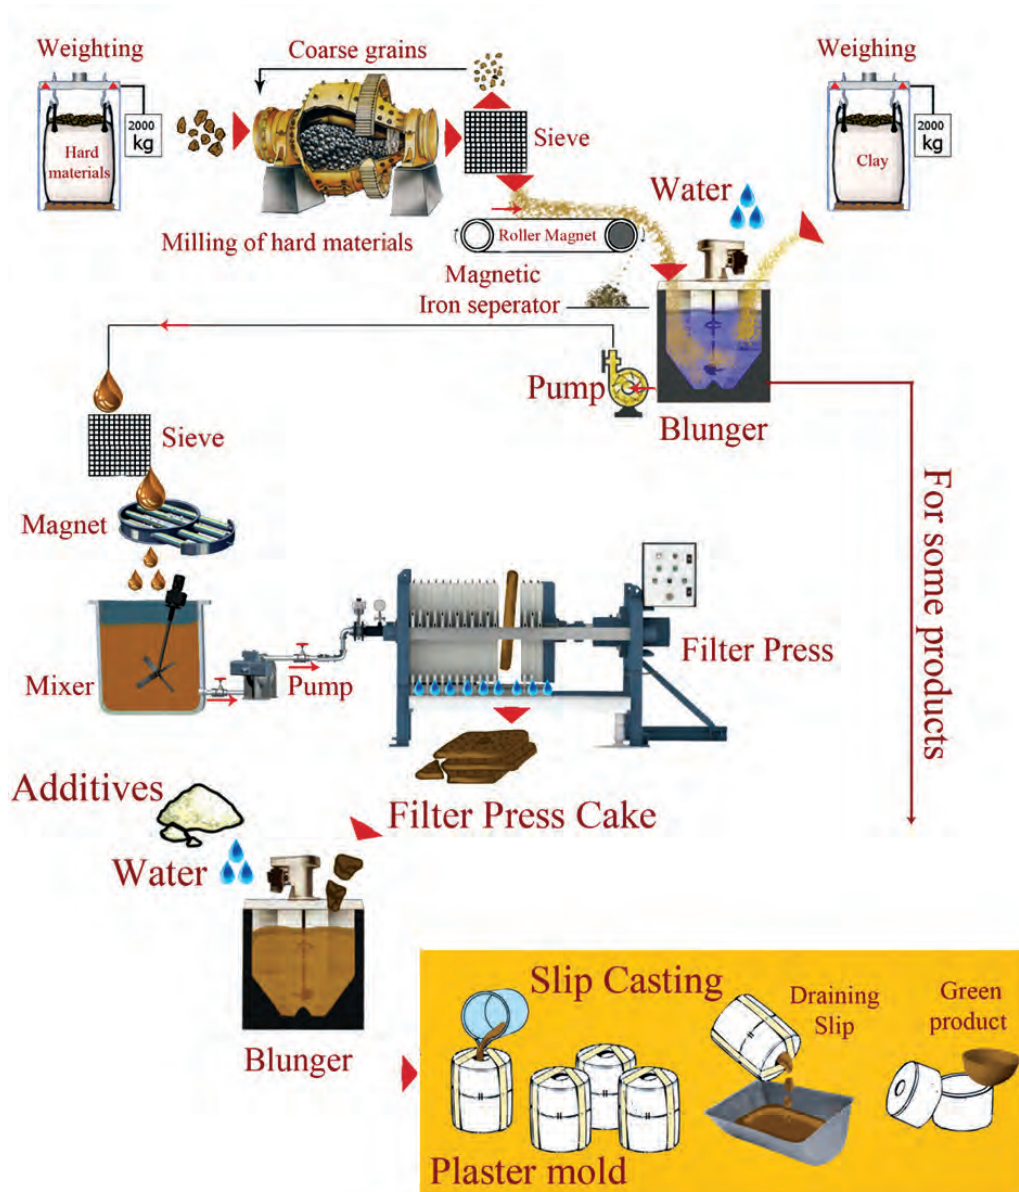 Weighting
Coarse grains
Weighing
2000
kg
Hard
materials
Sieve
2000
kg
Clay
Water
Milling of hard materials
Roller Magnet
Magnetic
Iron seperator
Pump
Blunger
Sieve
For some products
Magnet
Mixer
Pump
Filter Press
Additives
Filter Press Cake
Water
Blunger
Slip Casting
Draining
Slip
Green
product
Plaster mold